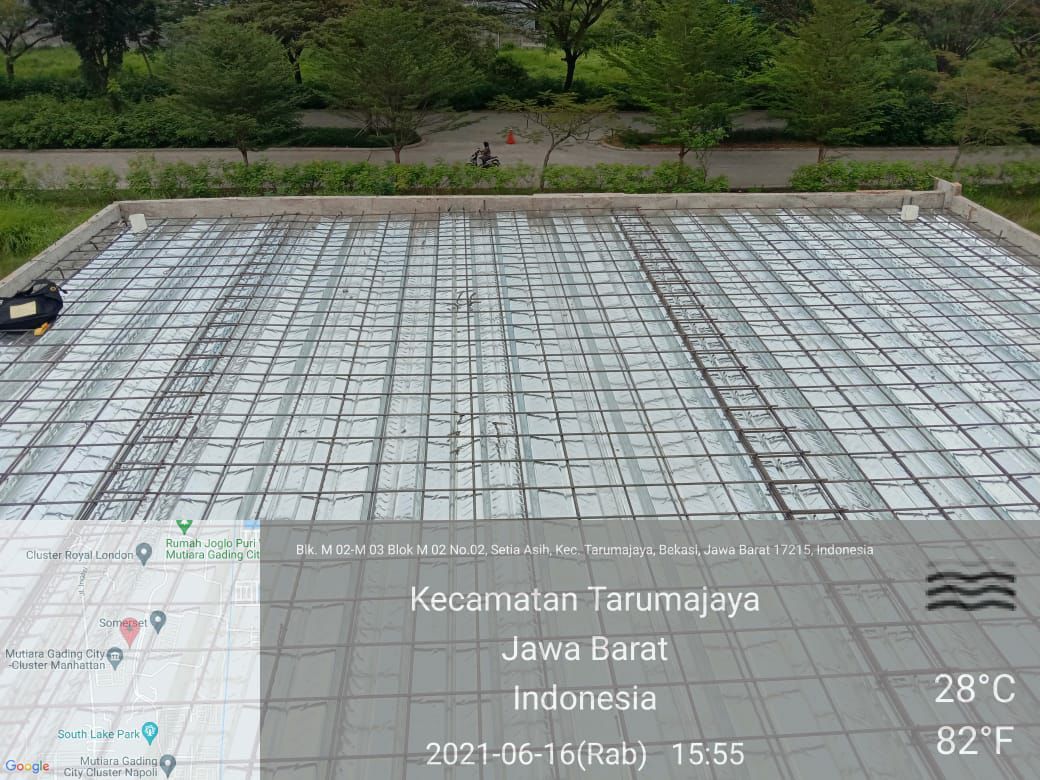 Blk. M 02-M 03 Blok M 02 No.02, Setia Asih, Kec. Tarumajaya, Bekasi, Jawa Barat 17215, Indonesia
Kecamatan Tarumajaya
Jawa Barat
Indonesia
2021-06-16(Rab) 15:55
28°C
82°F
Rumah Joglo Puri
Mutiara Gading City
Cluster Royal London
Somerset
Mutiara Gading City
-Cluster Manhattan
South Lake Park
Mutiara Gading
City Cluster Napoli
Google